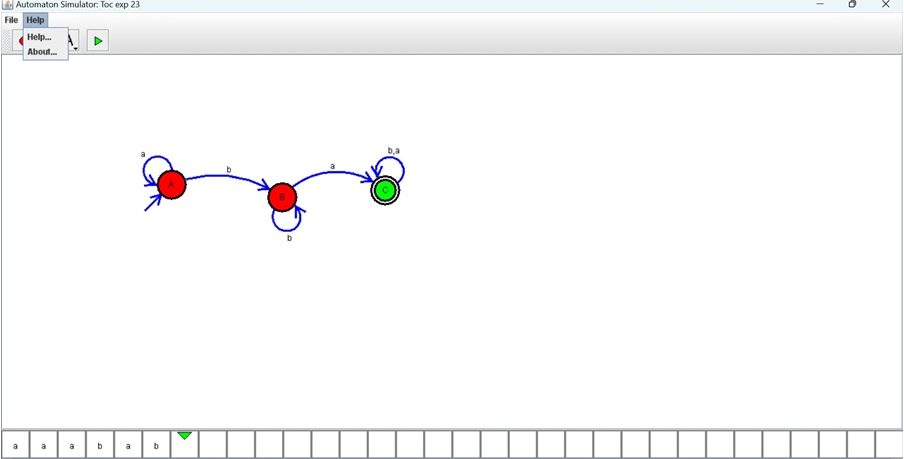 Automaton Simulator: Toc exp 23
File Help
Help...
About...
A
a
b
a
b,a
A
B
C
b
a a a b a b